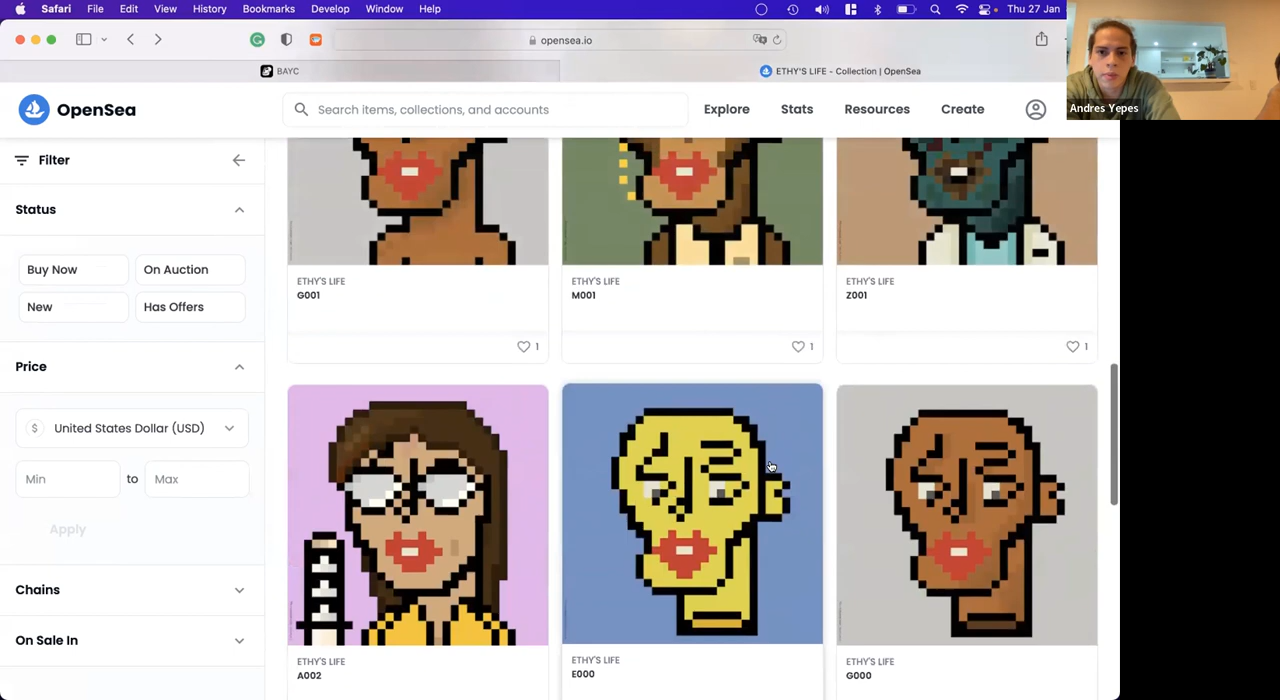 Safari File Edit View History Bookmarks Develop Window Help Thu 27 Jan
opensea.io
BAYC
ETHY'S LIFE - Collection | OpenSea
Andres Yepes
OpenSea
Search items, collections, and accounts
Explore Stats Resources Create
Filter
Status
Buy Now On Auction
New Has Offers
Price
$ United States Dollar (USD)
Min to Max
Apply
Chains
On Sale In
ETHY'S LIFE
G001
1
ETHY'S LIFE
M001
1
ETHY'S LIFE
Z001
1
ETHY'S LIFE
A002
ETHY'S LIFE
E000
ETHY'S LIFE
G000